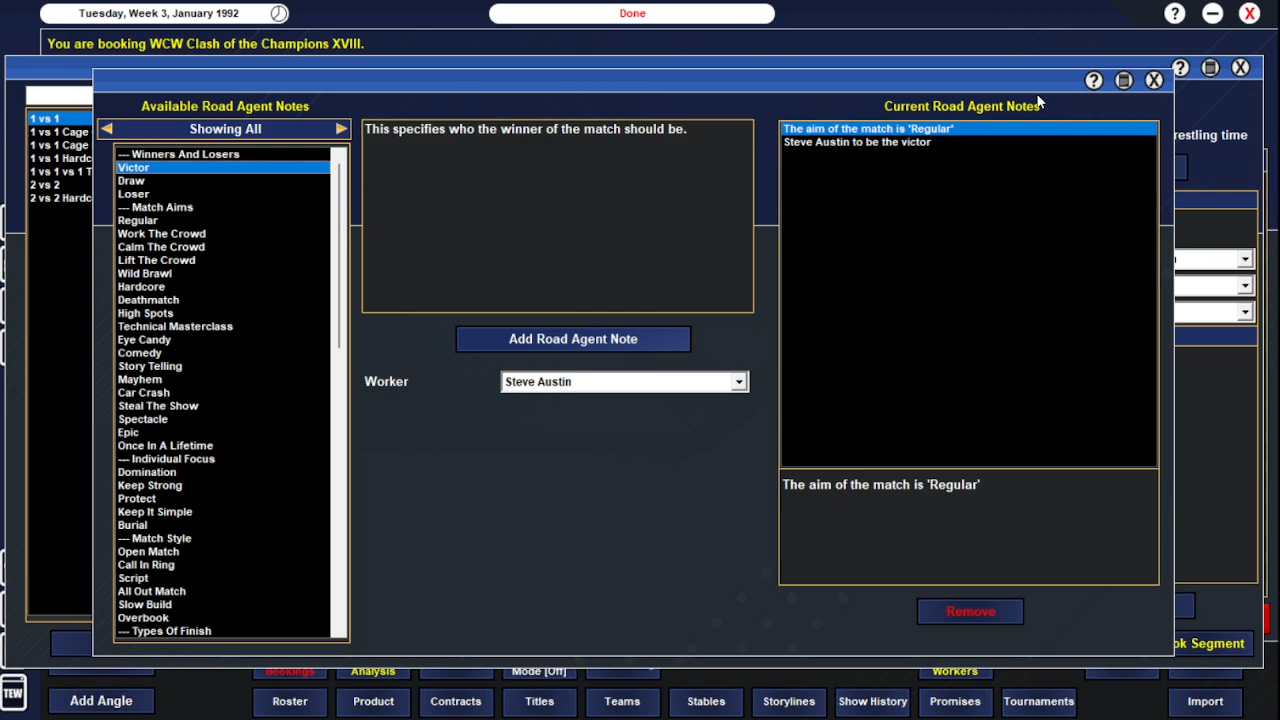 Tuesday, Week 3, January 1992
Done
?
X
You are booking WCW Clash of the Champions XVIII.
?
X
?
X
Available Road Agent Notes
Current Road Agent Notes
Showing All
This specifies who the winner of the match should be.
The aim of the match is 'Regular'
Steve Austin to be the victor
restling time
1 vs 1
1 vs 1 Cage
1 vs 1 Cage
1 vs 1 Hardc
1 vs 1 vs 1 T
2 vs 2
2 vs 2 Hardc
--- Winners And Losers
Victor
Draw
Loser
--- Match Aims
Regular
Work The Crowd
Calm The Crowd
Lift The Crowd
Wild Brawl
Hardcore
Deathmatch
High Spots
Technical Masterclass
Eye Candy
Comedy
Story Telling
Mayhem
Car Crash
Steal The Show
Spectacle
Epic
Once In A Lifetime
--- Individual Focus
Domination
Keep Strong
Protect
Keep It Simple
Burial
--- Match Style
Open Match
Call In Ring
Script
All Out Match
Slow Build
Overbook
--- Types Of Finish
Add Road Agent Note
Worker
Steve Austin
The aim of the match is 'Regular'
Remove
ok Segment
Bookings
Analysis
Mode [Off]
Workers
TEW
Add Angle
Roster
Product
Contracts
Titles
Teams
Stables
Storylines
Show History
Promises
Tournaments
Import